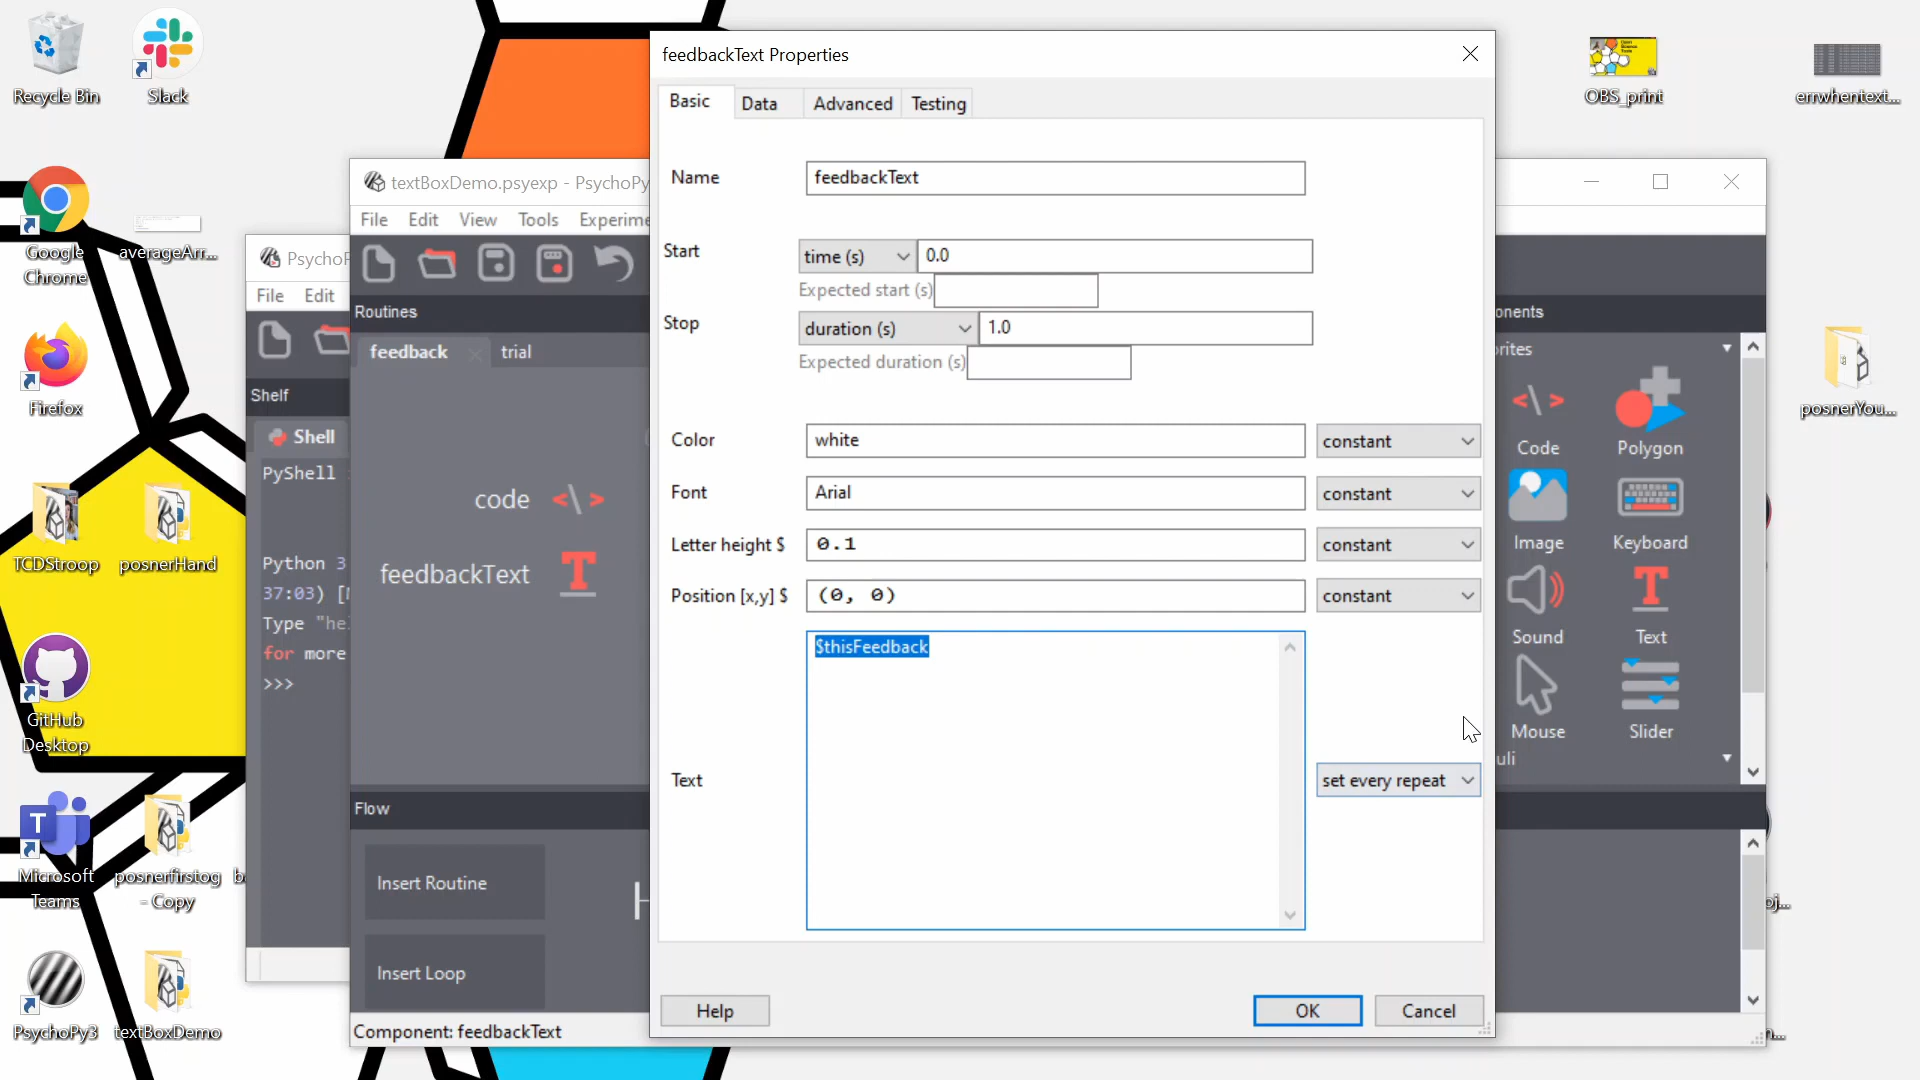 Recycle Bin
Slack
OBS_print
errwhentext...
Google
Chrome
averageArr...
Firefox
TCDStroop
posnerHand
GitHub
Desktop
Microsoft
Teams
posnerfirstog
- Copy
PsychoPy3
textBoxDemo
posnerYou...
PsychoP
File Edit
Shelf
Shell
PyShell
Python 3
37:03) [
Type "he
for more
>>>
textBoxDemo.psyexp - PsychoPy
File Edit View Tools Experime
Routines
feedback
trial
code
feedbackText
Flow
Insert Routine
Insert Loop
Component: feedbackText
feedbackText Properties
Basic Data Advanced Testing
Name feedbackText
Start time (s) 0.0
Expected start (s)
Stop duration (s) 1.0
Expected duration (s)
Color white constant
Font Arial constant
Letter height $ 0.1 constant
Position [x,y] $ (0, 0) constant
$thisFeedback
Text set every repeat
Help OK Cancel
onents
rites
Code Polygon
Image Keyboard
Sound Text
Mouse Slider
uli